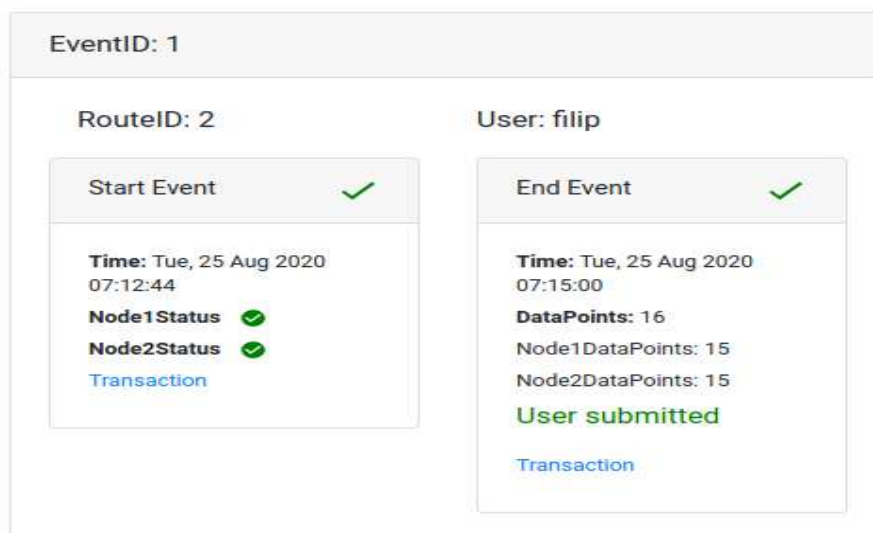 EventID: 1
RouteID: 2
User: filip
Start Event
Time: Tue, 25 Aug 2020
07:12:44
Node1Status
Node2Status
Transaction
End Event
Time: Tue, 25 Aug 2020
07:15:00
DataPoints: 16
Node1DataPoints: 15
Node2DataPoints: 15
User submitted
Transaction